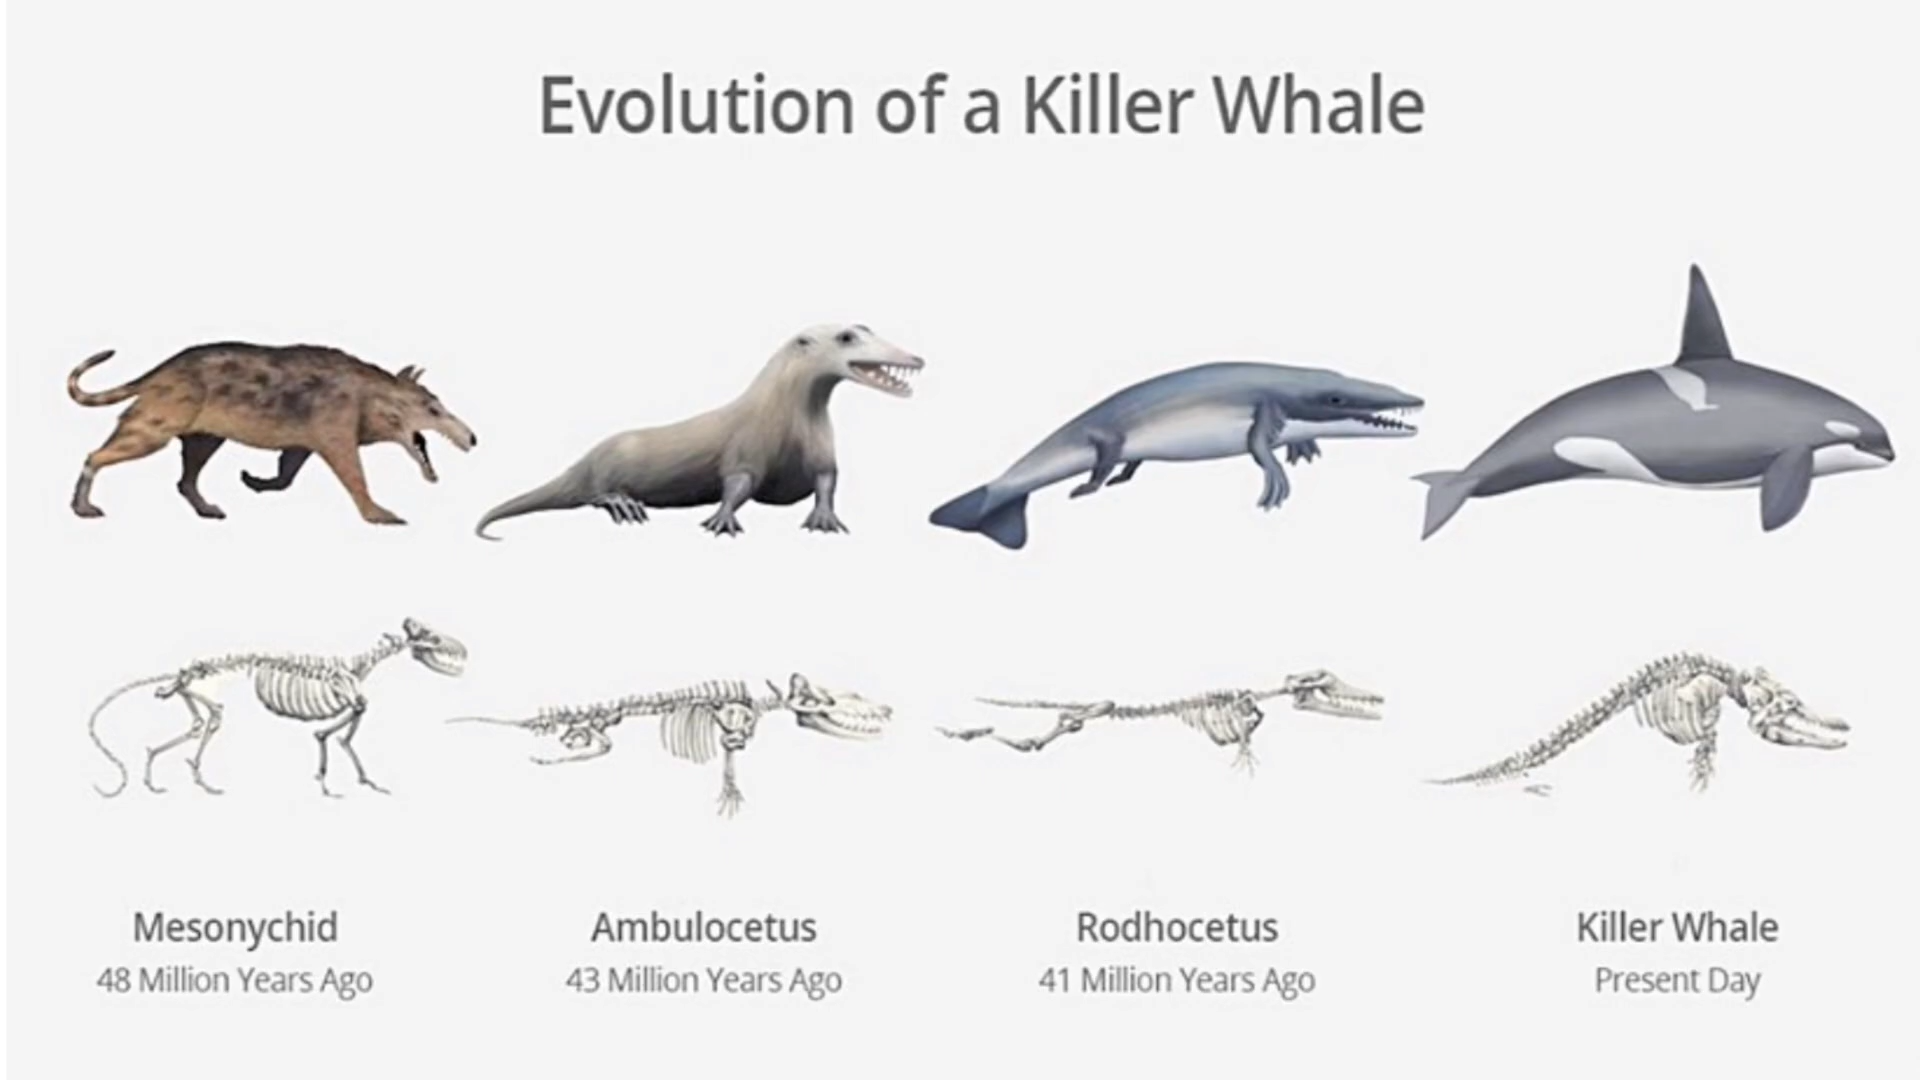 Evolution of a Killer Whale
Mesonychid
48 Million Years Ago
Ambulocetus
43 Million Years Ago
Rodhocetus
41 Million Years Ago
Killer Whale
Present Day